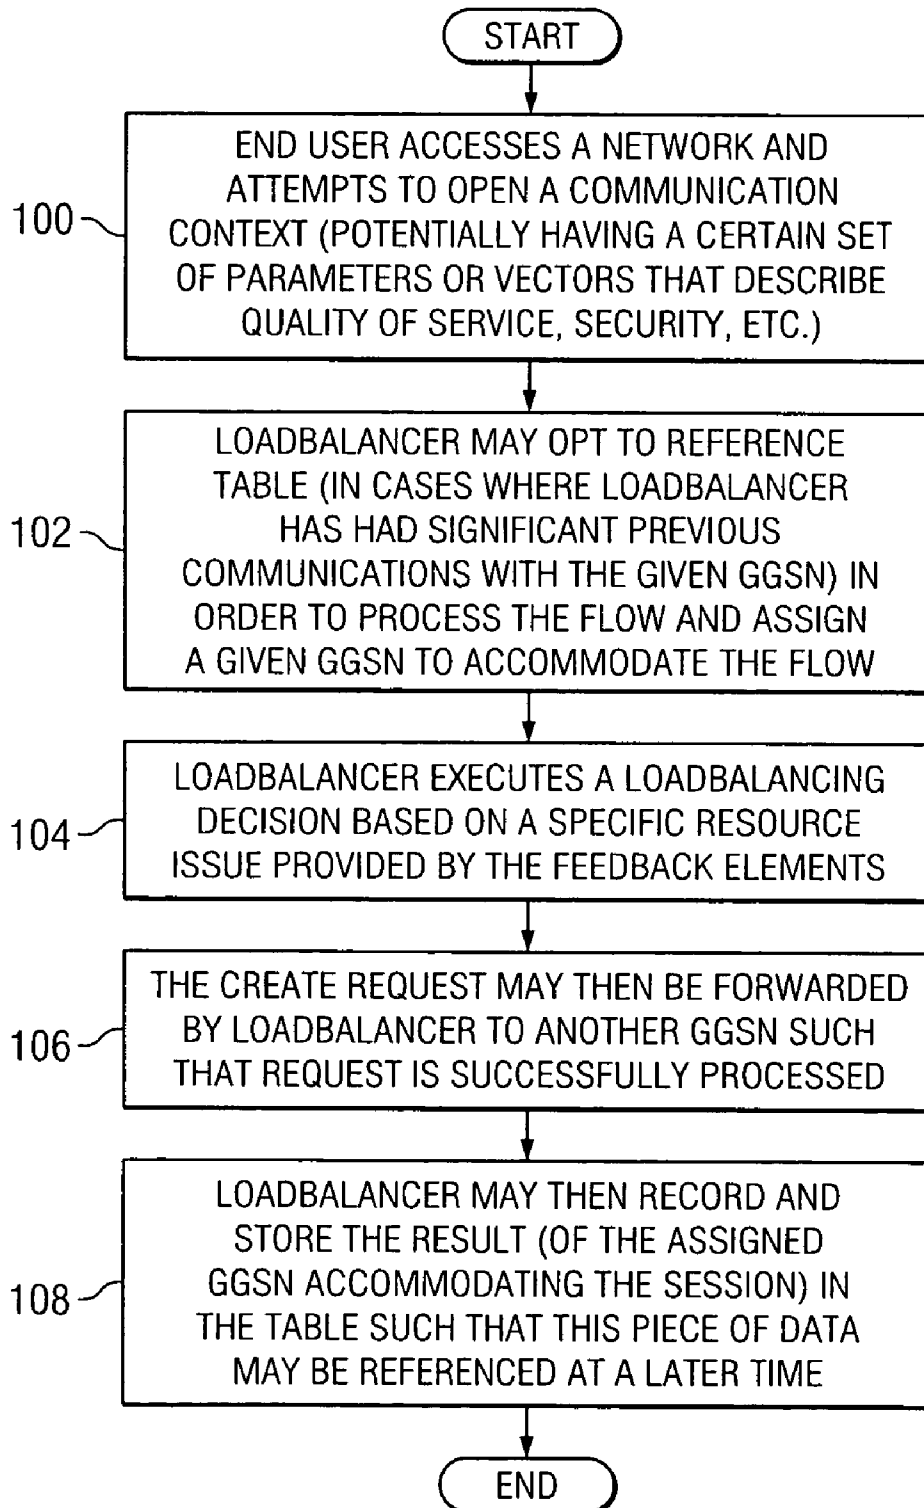 START
END USER ACCESSES A NETWORK AND
ATTEMPTS TO OPEN A COMMUNICATION
CONTEXT (POTENTIALLY HAVING A CERTAIN SET
OF PARAMETERS OR VECTORS THAT DESCRIBE
QUALITY OF SERVICE, SECURITY, ETC.)
100
LOADBALANCER MAY OPT TO REFERENCE
TABLE (IN CASES WHERE LOADBALANCER
HAS HAD SIGNIFICANT PREVIOUS
COMMUNICATIONS WITH THE GIVEN GGSN) IN
ORDER TO PROCESS THE FLOW AND ASSIGN
A GIVEN GGSN TO ACCOMMODATE THE FLOW
102
LOADBALANCER EXECUTES A LOADBALANCING
DECISION BASED ON A SPECIFIC RESOURCE
ISSUE PROVIDED BY THE FEEDBACK ELEMENTS
104
THE CREATE REQUEST MAY THEN BE FORWARDED
BY LOADBALANCER TO ANOTHER GGSN SUCH
THAT REQUEST IS SUCCESSFULLY PROCESSED
106
LOADBALANCER MAY THEN RECORD AND
STORE THE RESULT (OF THE ASSIGNED
GGSN ACCOMMODATING THE SESSION) IN
THE TABLE SUCH THAT THIS PIECE OF DATA
MAY BE REFERENCED AT A LATER TIME
108
END